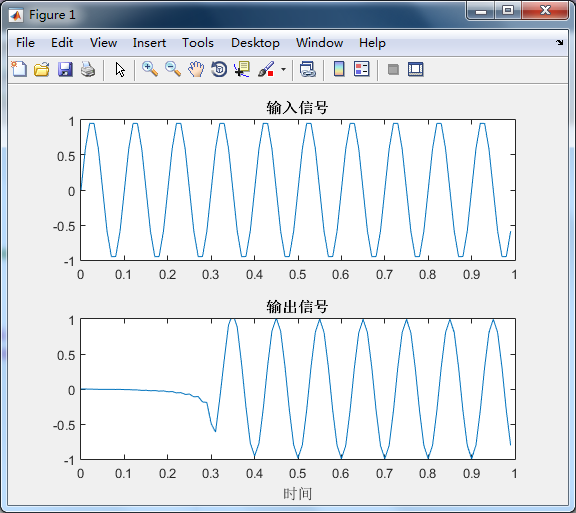 Figure 1
File Edit View Insert Tools Desktop Window Help
输入信号
1
0.5
0
-0.5
-1
0 0.1 0.2 0.3 0.4 0.5 0.6 0.7 0.8 0.9 1
输出信号
1
0.5
0
-0.5
-1
0 0.1 0.2 0.3 0.4 0.5 0.6 0.7 0.8 0.9 1
时间